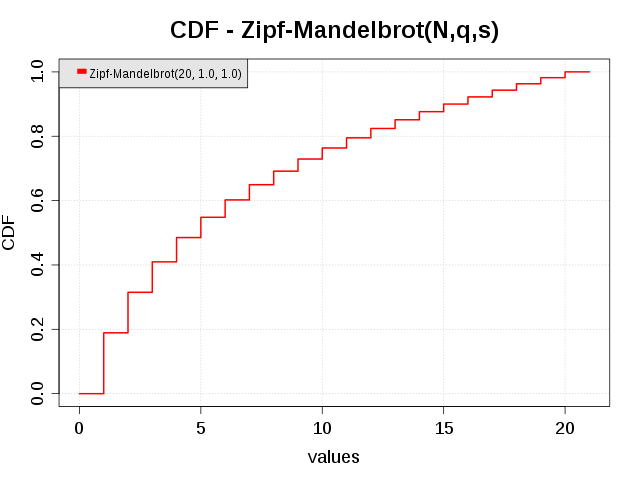 CDF - Zipf-Mandelbrot(N,q,s)
Zipf-Mandelbrot(20, 1.0, 1.0)
1.0
0.8
0.6
0.4
0.2
0.0
CDF
0 5 10 15 20
values